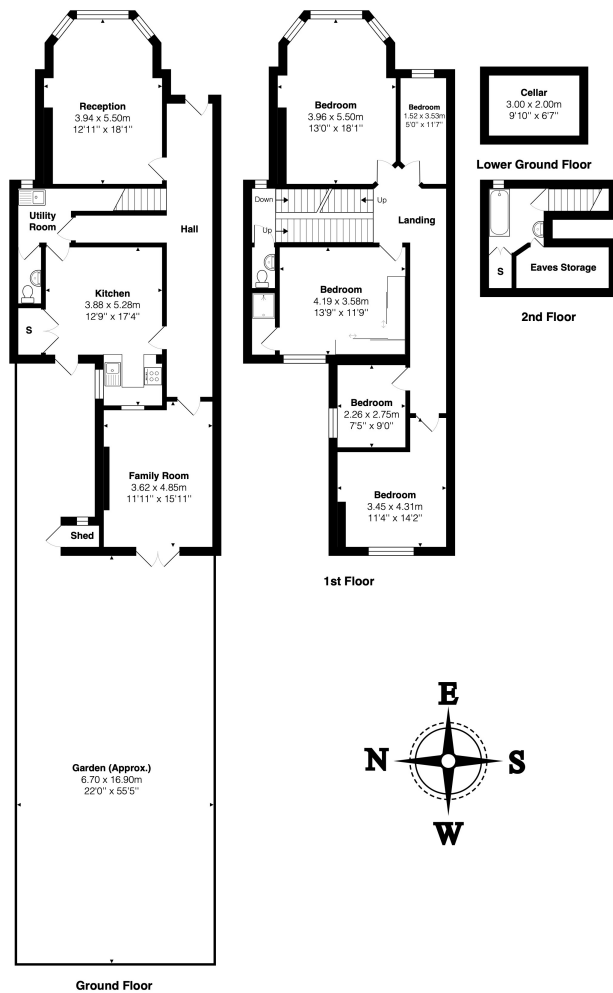 Reception
3.94 x 5.50m
12'11" x 18'1"
Utility
Room
Hall
Kitchen
3.88 x 5.28m
12'9" x 17'4"
S
Family Room
3.62 x 4.85m
11'11" x 15'11"
Shed
Garden (Approx.)
6.70 x 16.90m
22'0" x 55'5"
Ground Floor
Bedroom
3.96 x 5.50m
13'0" x 18'1"
Bedroom
1.52 x 3.53m
5'0" x 11'7"
Down
Up
Up
Landing
Bedroom
4.19 x 3.58m
13'9" x 11'9"
Bedroom
2.26 x 2.75m
7'5" x 9'0"
Bedroom
3.45 x 4.31m
11'4" x 14'2"
1st Floor
Cellar
3.00 x 2.00m
9'10" x 6'7"
Lower Ground Floor
S
Eaves Storage
2nd Floor
E
N
S
W